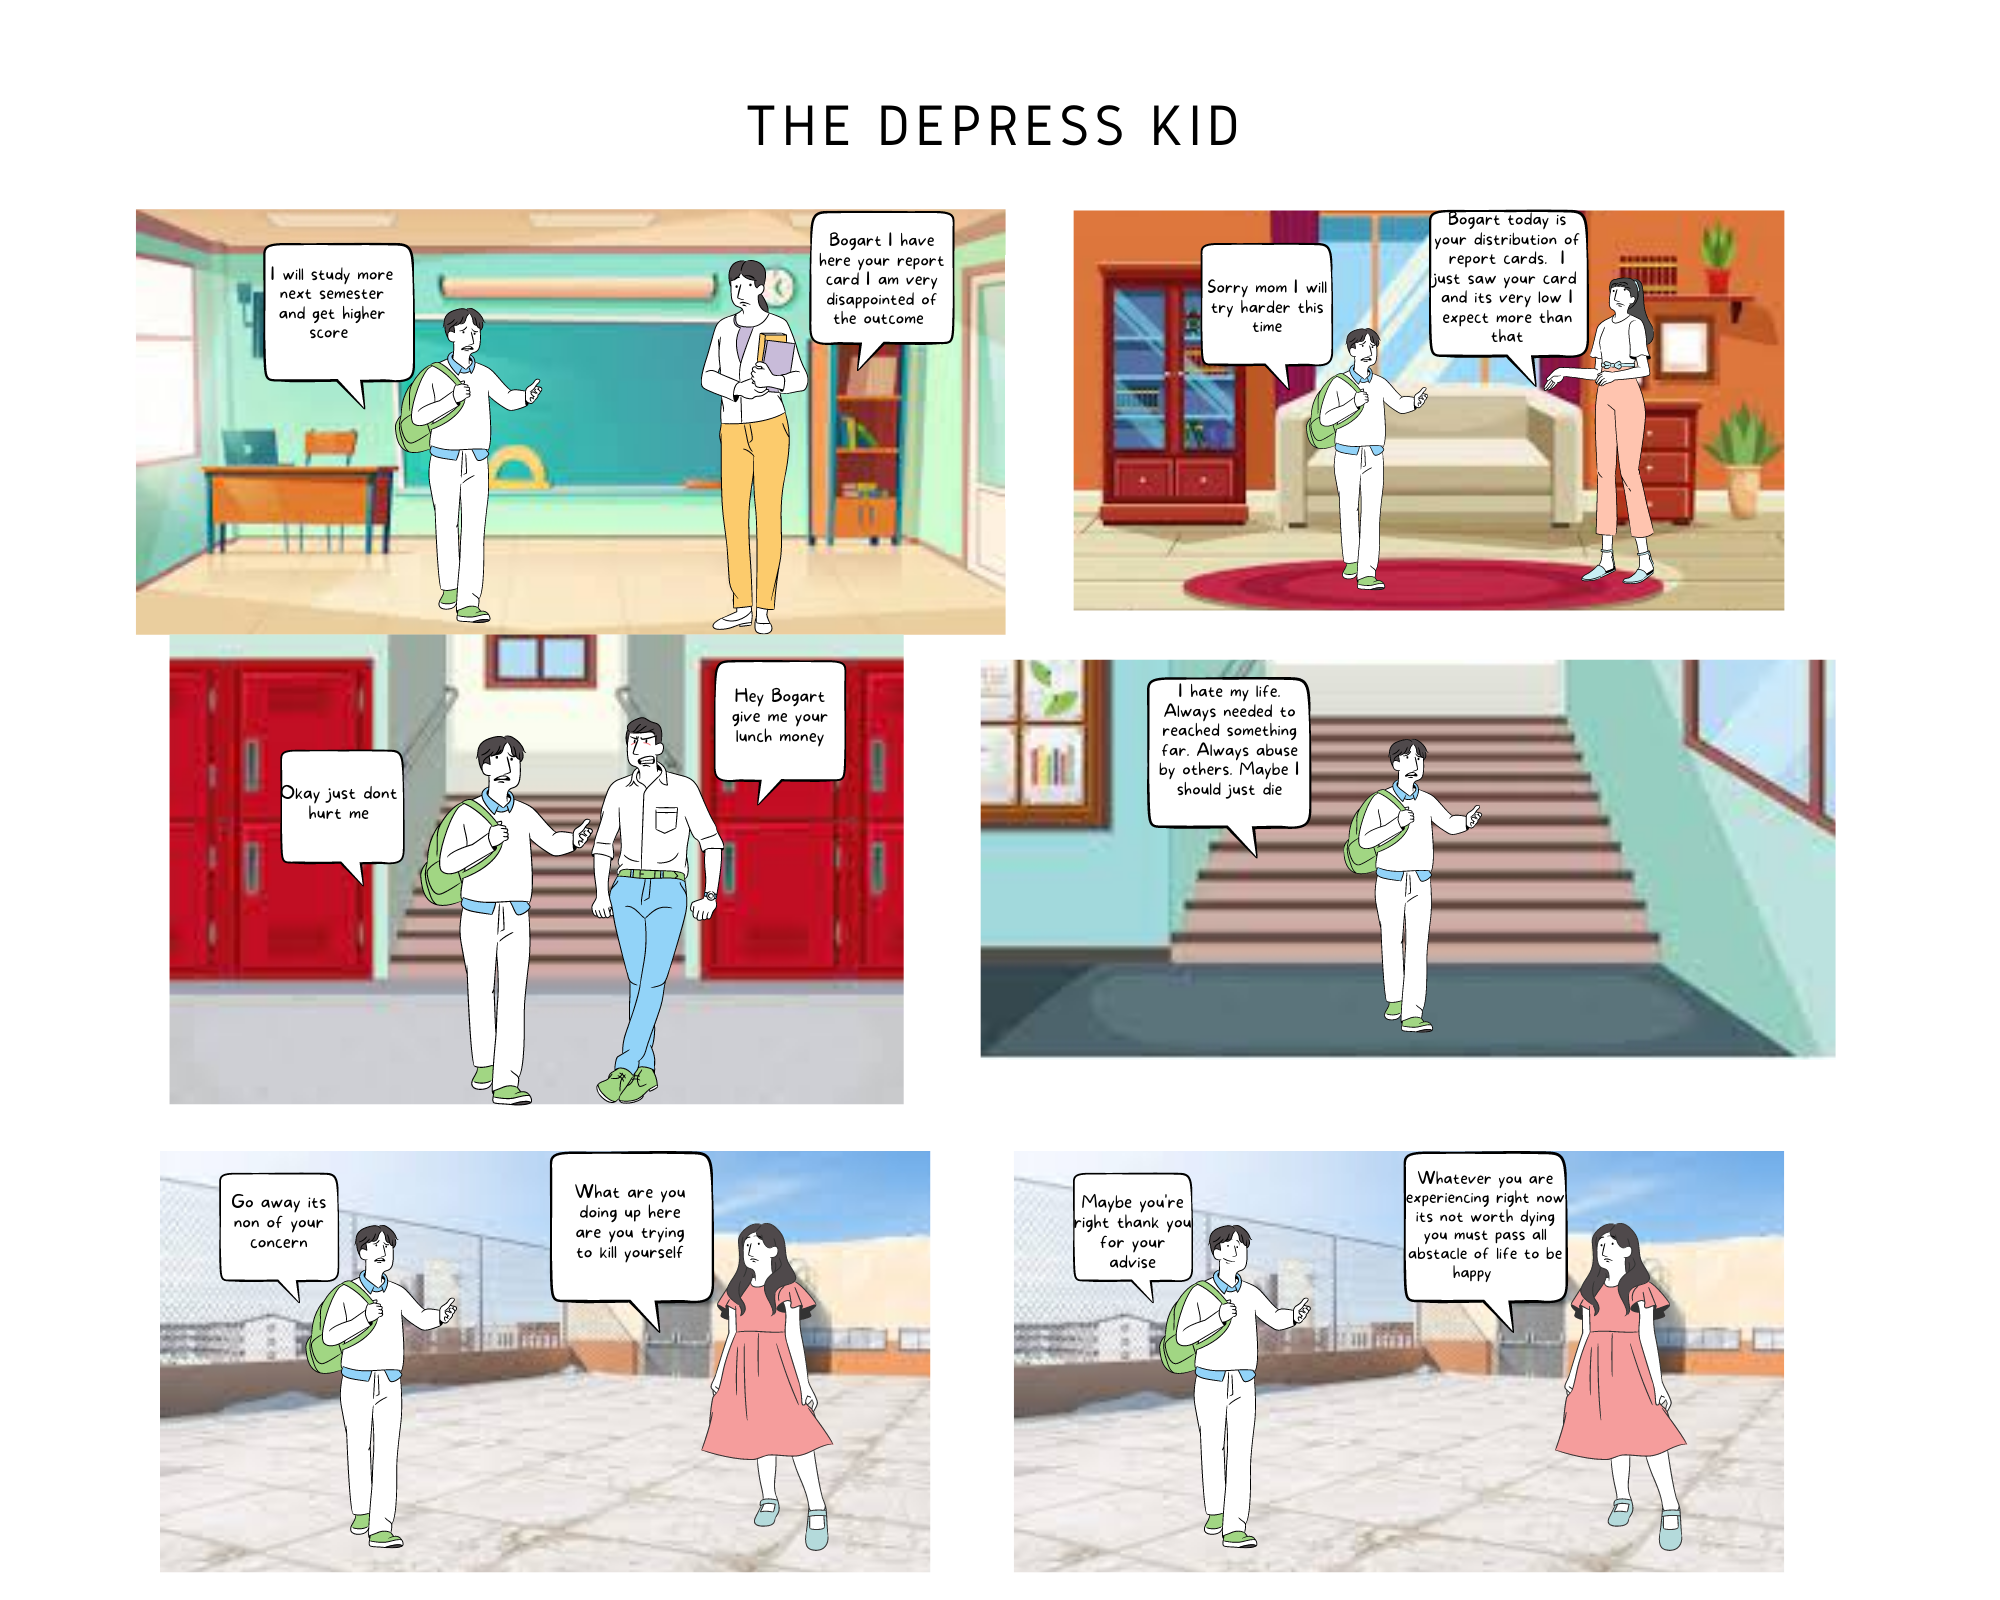 THE DEPRESS KID
I will study more
next semester
and get higher
score
Bogart I have
here your report
card I am very
disappointed of
the outcome
Sorry mom I will
try harder this
time
Bogart today is
your distribution of
report cards. I
just saw your card
and its very low I
expect more than
that
Okay just dont
hurt me
Hey Bogart
give me your
lunch money
I hate my life.
Always needed to
reached something
far. Always abuse
by others. Maybe I
should just die
Go away its
non of your
concern
What are you
doing up here
are you trying
to kill yourself
Maybe you're
right thank you
for your
advise
Whatever you are
experiencing right now
its not worth dying
you must pass all
abstacle of life to be
happy